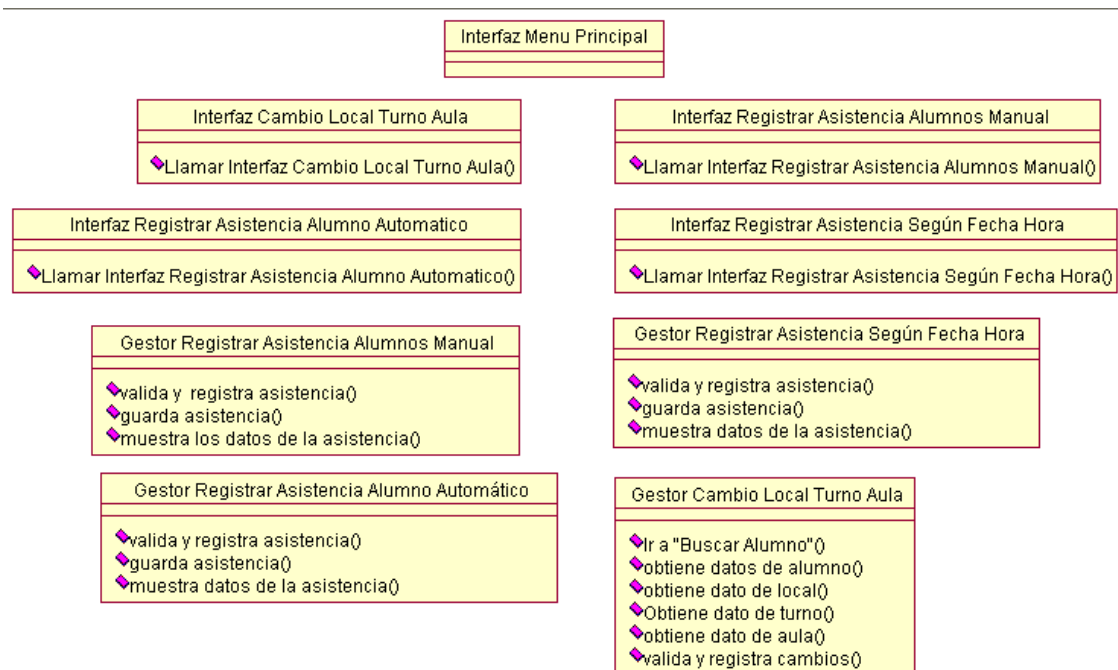 Interfaz Menu Principal
Interfaz Cambio Local Turno Aula
Llamar Interfaz Cambio Local Turno Aula()
Interfaz Registrar Asistencia Alumnos Manual
Llamar Interfaz Registrar Asistencia Alumnos Manual()
Interfaz Registrar Asistencia Alumno Automatico
Llamar Interfaz Registrar Asistencia Alumno Automatico()
Interfaz Registrar Asistencia Según Fecha Hora
Llamar Interfaz Registrar Asistencia Según Fecha Hora()
Gestor Registrar Asistencia Alumnos Manual
valida y registra asistencia()
guarda asistencia()
muestra los datos de la asistencia()
Gestor Registrar Asistencia Según Fecha Hora
valida y registra asistencia()
guarda asistencia()
muestra datos de la asistencia()
Gestor Registrar Asistencia Alumno Automático
valida y registra asistencia()
guarda asistencia()
muestra datos de la asistencia()
Gestor Cambio Local Turno Aula
Ir a "Buscar Alumno"()
obtiene datos de alumno()
obtiene dato de local()
Obtiene dato de turno()
obtiene dato de aula()
valida y registra cambios()